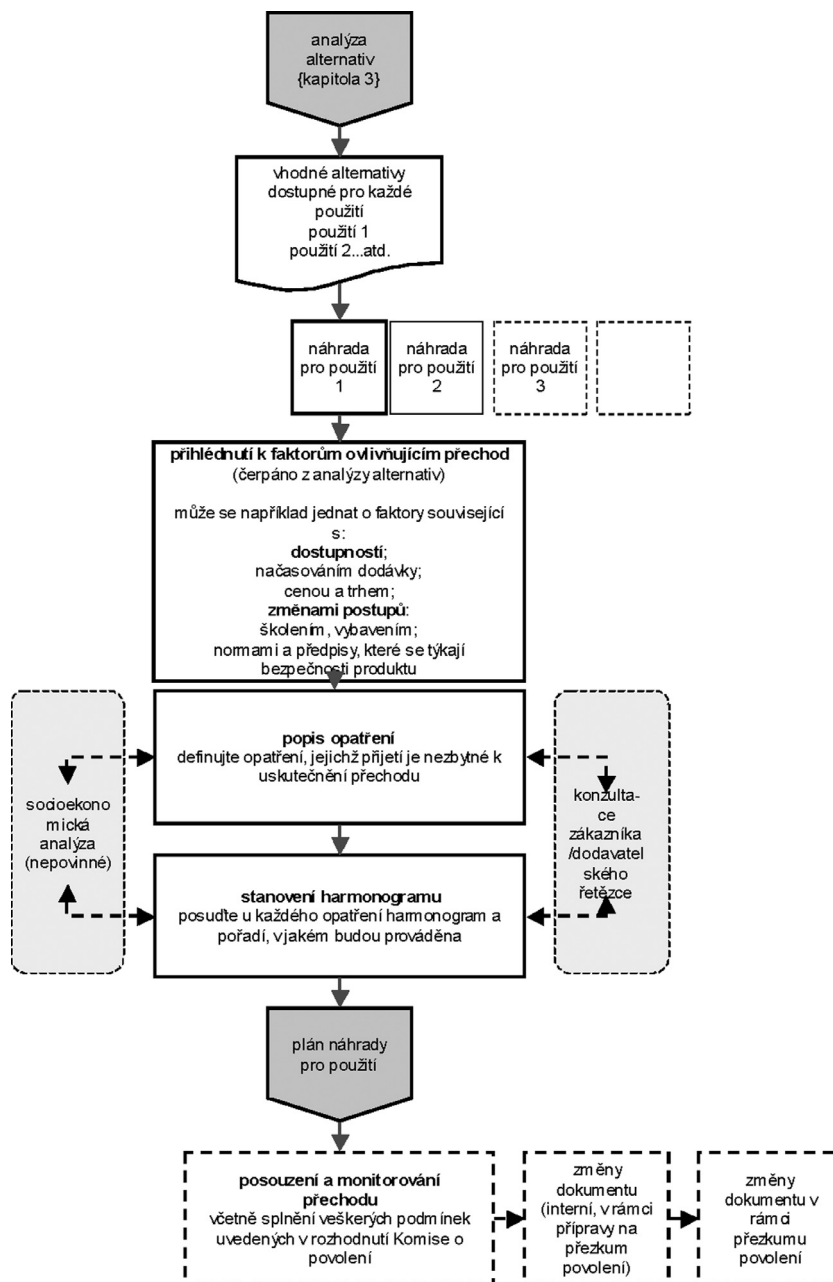 analýza
alternativ
{kapitola 3}
vhodné alternativy
dostupné pro každé
použití
použití 1
použití 2...atd.
náhrada
pro použití
1
náhrada
pro použití
2
náhrada
pro použití
3
přihlédnutí k faktorům ovlivňujícím přechod
(čerpáno z analýzy alternativ)
může se například jednat o faktory související
s:
dostupností;
načasováním dodávky;
cenou a trhem;
změnami postupů:
školením, vybavením;
normami a předpisy, které se týkají
bezpečnosti produktu
popis opatření
definujte opatření, jejichž přijetí je nezbytné k
uskutečnění přechodu
socioekono
mická
analýza
(nepovinné)
konzulta-
ce
zákazníka
/dodavatel
ského řetězce
stanovení harmonogramu
posuďte u každého opatření harmonogram a
pořadí, v jakém budou prováděna
plán náhrady
pro použití
posouzení a monitorování
přechodu
včetně splnění veškerých podmínek
uvedených v rozhodnutí Komise o
povolení
změny
dokumentu
(interní, v rámci
přípravy na
přezkum
povolení)
změny
dokumentu v
rámci
přezkumu
povolení